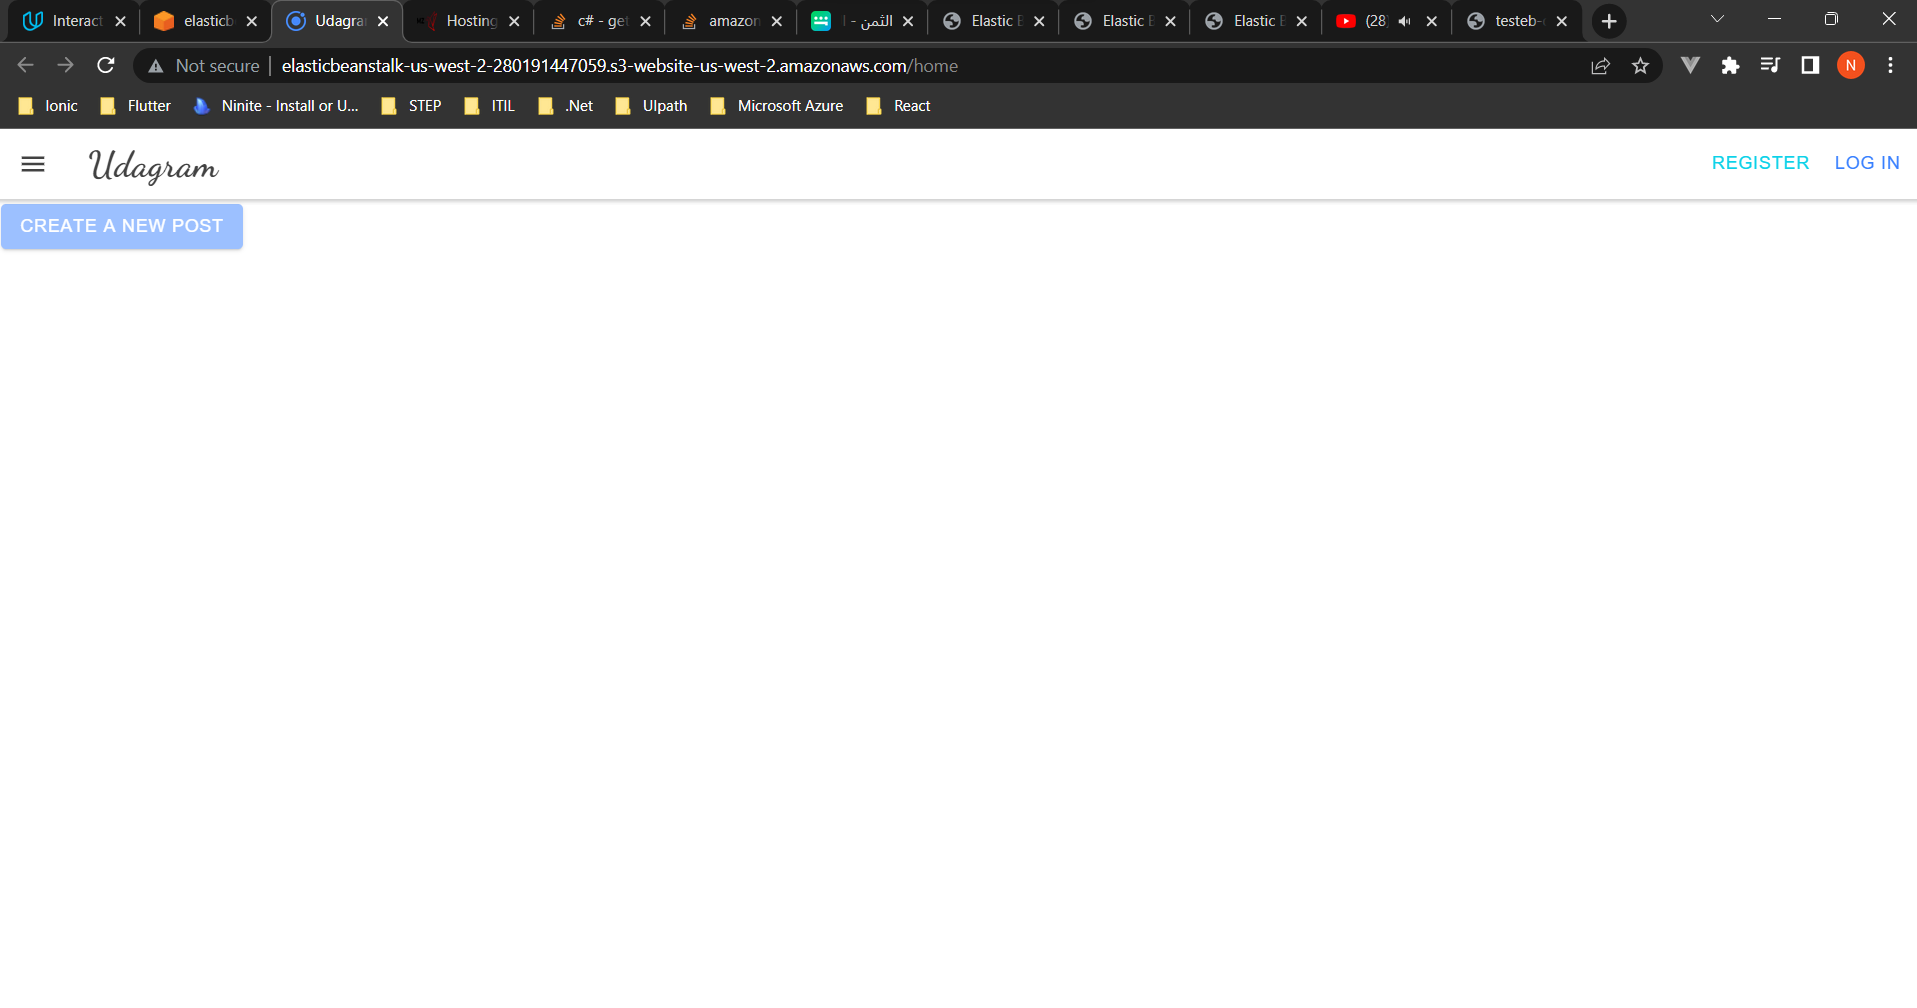 Interact elasticb Udagra Hosting c# - get amazon الثمن - Elastic Elastic Elastic (28) testeb-
Not secure elasticbeanstalk-us-west-2-280191447059.s3-website-us-west-2.amazonaws.com/home N
Ionic Flutter Ninite - Install or U... STEP ITIL .Net UIpath Microsoft Azure React
Udagram REGISTER LOG IN
CREATE A NEW POST